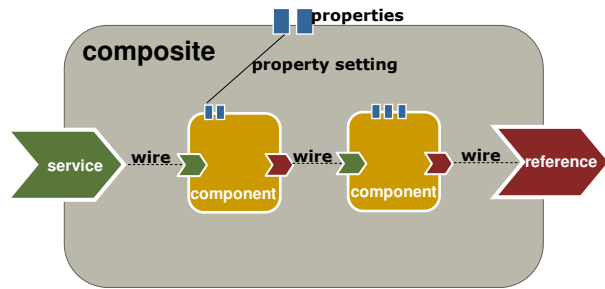 properties
composite
property setting
service
wire
component
wire
component
wire
reference